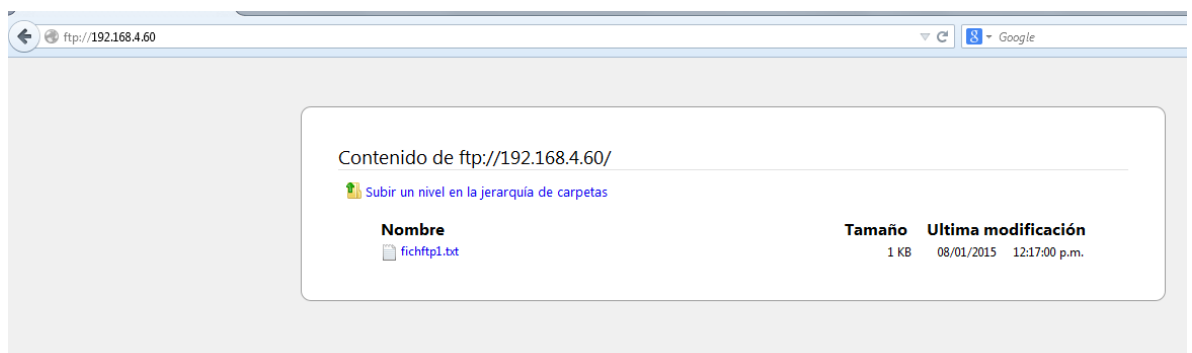 ftp://192.168.4.60
8 Google
Contenido de ftp://192.168.4.60/
Subir un nivel en la jerarquía de carpetas
Nombre Tamaño Ultima modificación
fichftp1.txt 1 KB 08/01/2015 12:17:00 p.m.